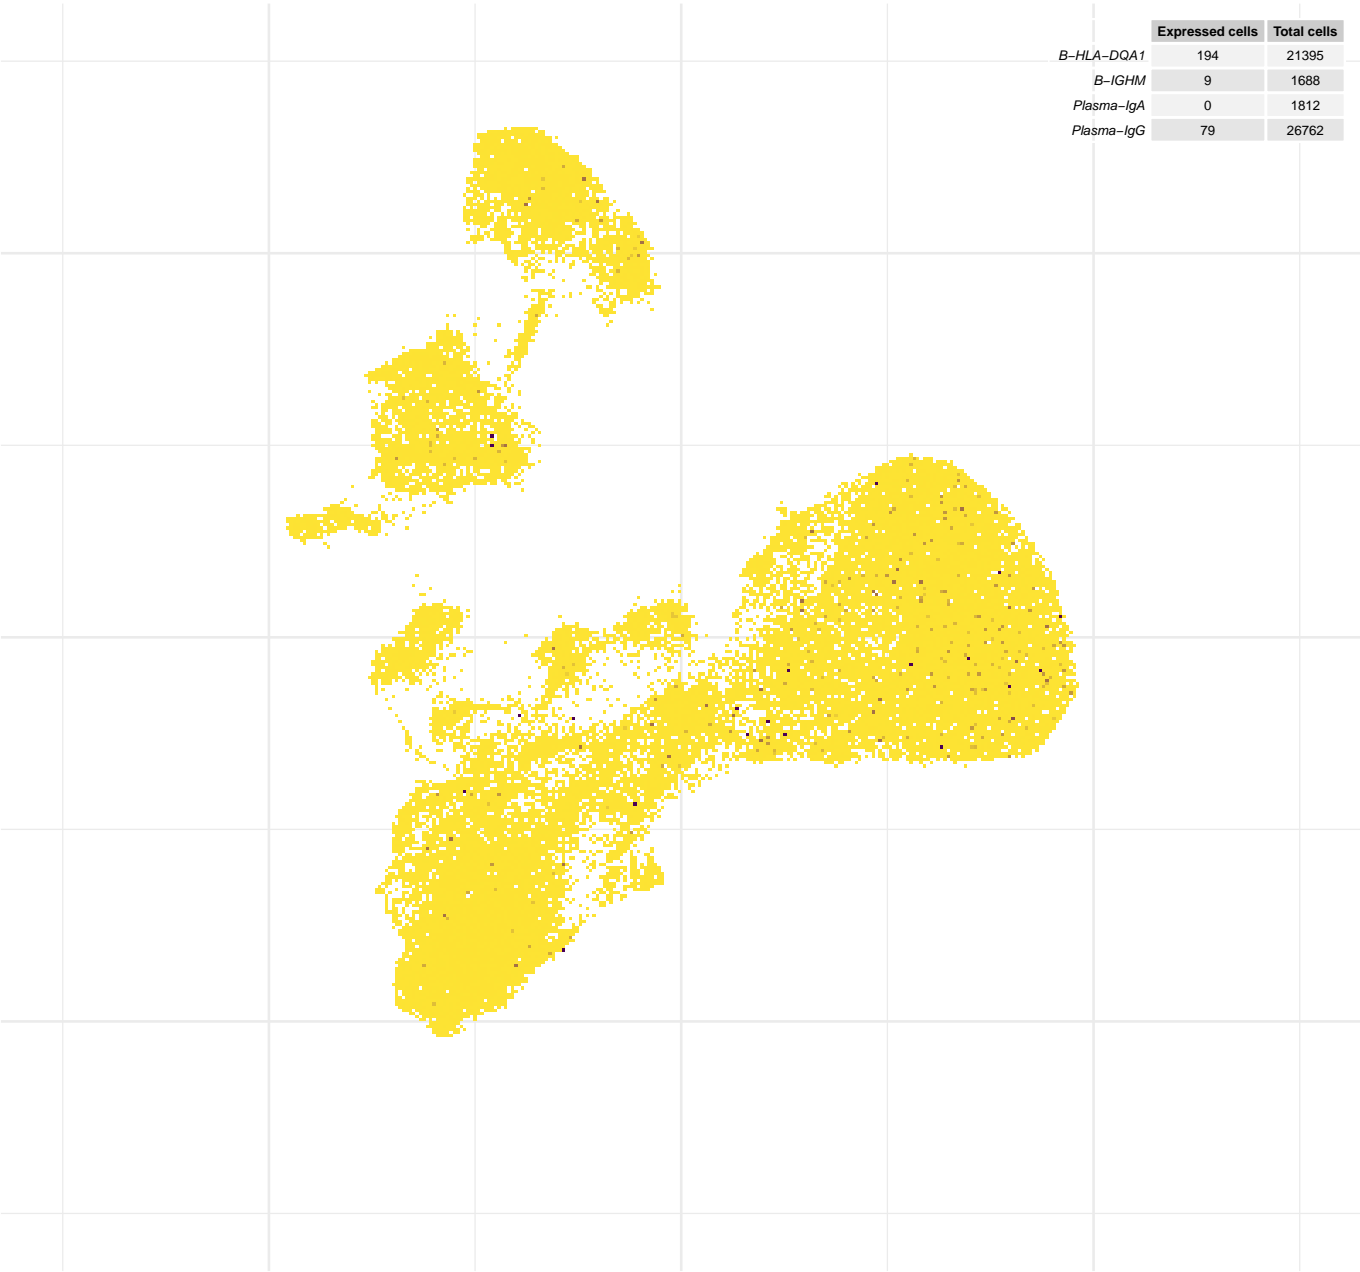 Expressed cells Total cells
B−HLA−DQA1 194 21395
B−IGHM 9 1688
Plasma−IgA 0 1812
Plasma−IgG 79 26762